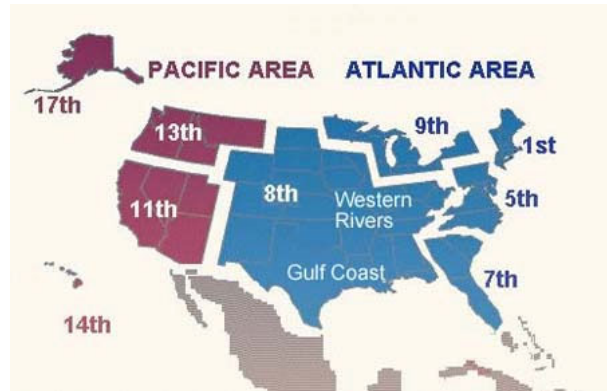 PACIFIC AREA
ATLANTIC AREA
17th
13th
9th
1st
11th
8th
Western
Rivers
5th
Gulf Coast
7th
14th